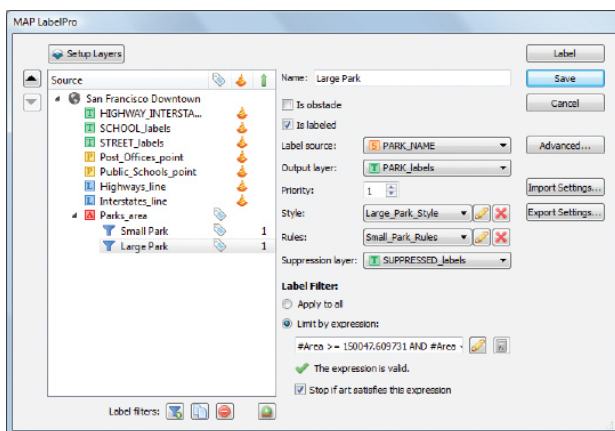 MAP LabelPro
Setup Layers
Source
San Francisco Downtown
T HIGHWAY_INTERSTA...
T SCHOOL_labels
T STREET_labels
P Post_Offices_point
P Public_Schools_point
L Highways_line
L Interstates_line
A Parks_area
Small Park 1
Large Park 1
Label filters:
Name: Large Park
Is obstacle
Is labeled
Label source: S PARK_NAME
Output layer: T PARK_labels
Priority: 1
Style: Large_Park_Style
Rules: Small_Park_Rules
Suppression layer: T SUPPRESSED_labels
Label Filter:
Apply to all
Limit by expression:
#Area >= 150047.609731 AND #Area
The expression is valid.
Stop if art satisfies this expression
Label
Save
Cancel
Advanced...
Import Settings...
Export Settings...